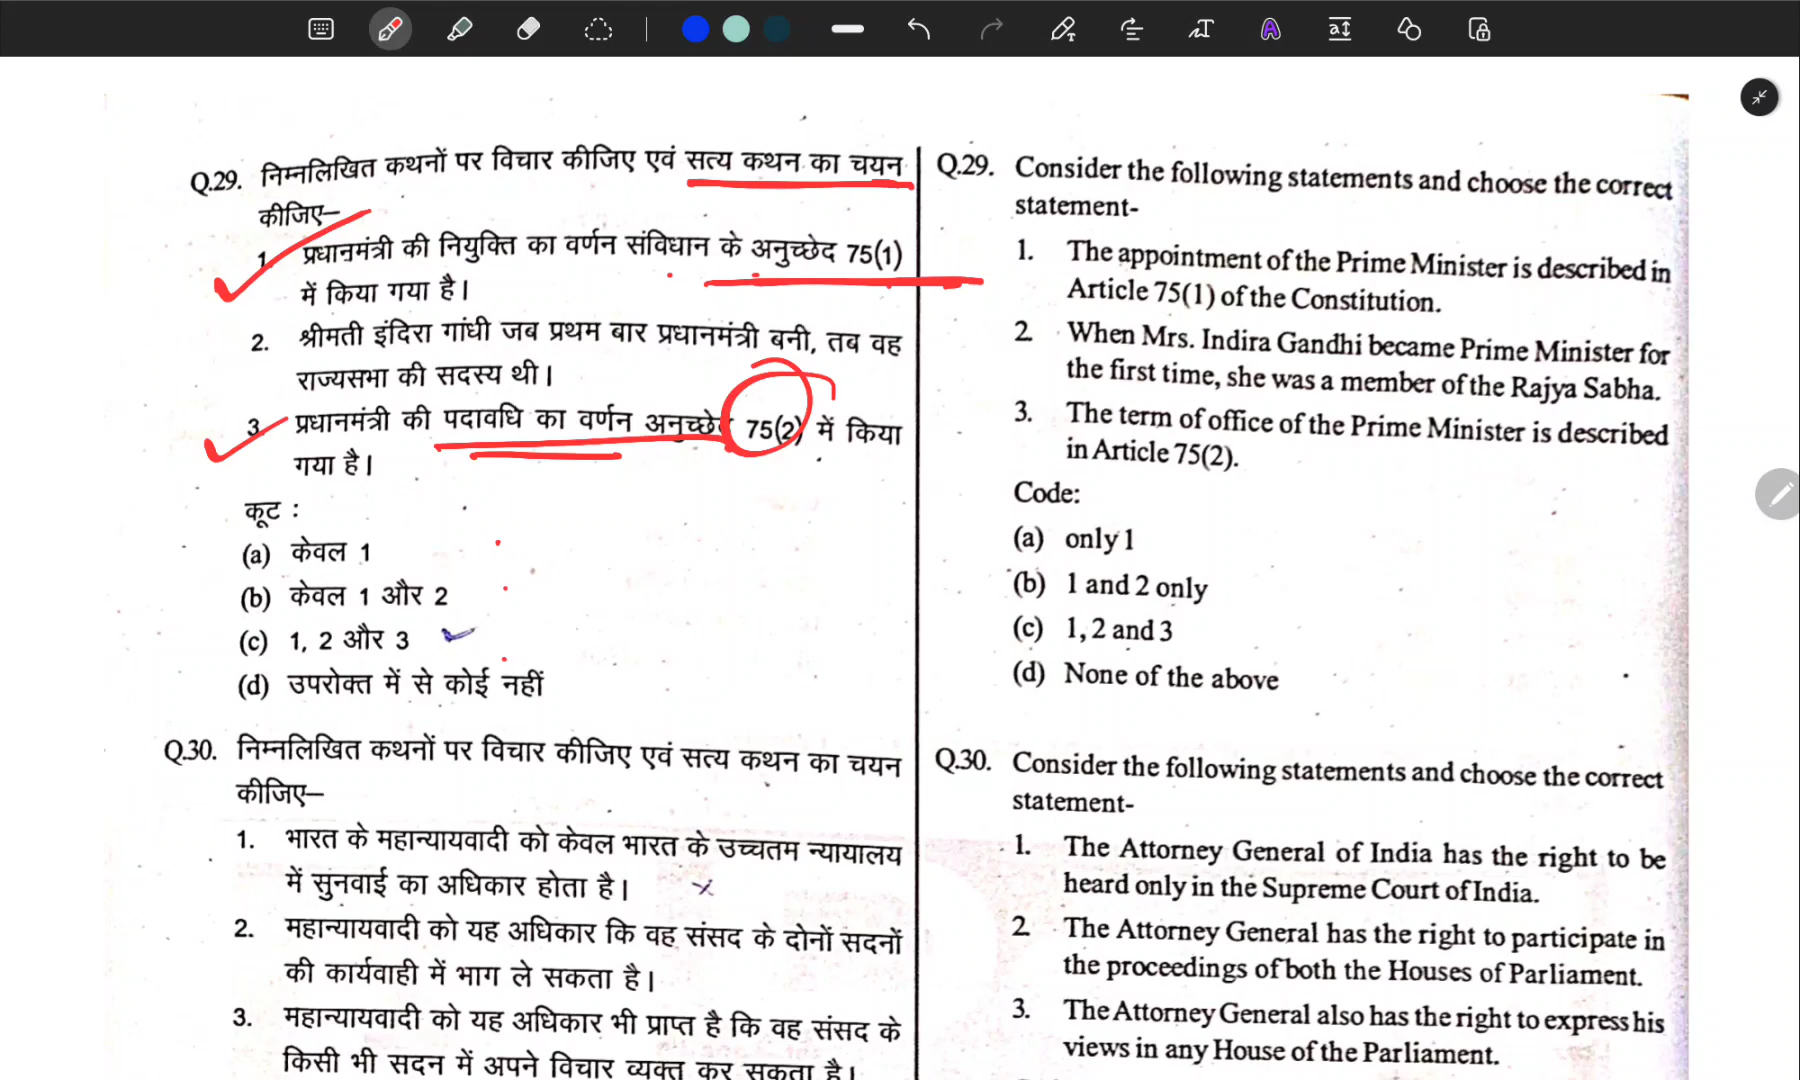 Q.29. निम्नलिखित कथनों पर विचार कीजिए एवं सत्य कथन का चयन
कीजिए–
1. प्रधानमंत्री की नियुक्ति का वर्णन संविधान के अनुच्छेद 75(1)
में किया गया है।
2. श्रीमती इंदिरा गांधी जब प्रथम बार प्रधानमंत्री बनी, तब वह
राज्यसभा की सदस्य थी।
3. प्रधानमंत्री की पदावधि का वर्णन अनुच्छेद 75(2) में किया
गया है।
कूट :
(a) केवल 1
(b) केवल 1 और 2
(c) 1, 2 और 3
(d) उपरोक्त में से कोई नहीं
Q.30. निम्नलिखित कथनों पर विचार कीजिए एवं सत्य कथन का चयन
कीजिए–
1. भारत के महान्यायवादी को केवल भारत के उच्चतम न्यायालय
में सुनवाई का अधिकार होता है।
2. महान्यायवादी को यह अधिकार कि वह संसद के दोनों सदनों
की कार्यवाही में भाग ले सकता है।
3. महान्यायवादी को यह अधिकार भी प्राप्त है कि वह संसद के
किसी भी सदन में अपने विचार व्यक्त कर सकता है।
Q.29. Consider the following statements and choose the correct
statement-
1. The appointment of the Prime Minister is described in
Article 75(1) of the Constitution.
2 When Mrs. Indira Gandhi became Prime Minister for
the first time, she was a member of the Rajya Sabha.
3. The term of office of the Prime Minister is described
in Article 75(2).
Code:
(a) only 1
(b) 1 and 2 only
(c) 1, 2 and 3
(d) None of the above
Q.30. Consider the following statements and choose the correct
statement-
1. The Attorney General of India has the right to be
heard only in the Supreme Court of India.
2 The Attorney General has the right to participate in
the proceedings of both the Houses of Parliament.
3. The Attorney General also has the right to express his
views in any House of the Parliament.